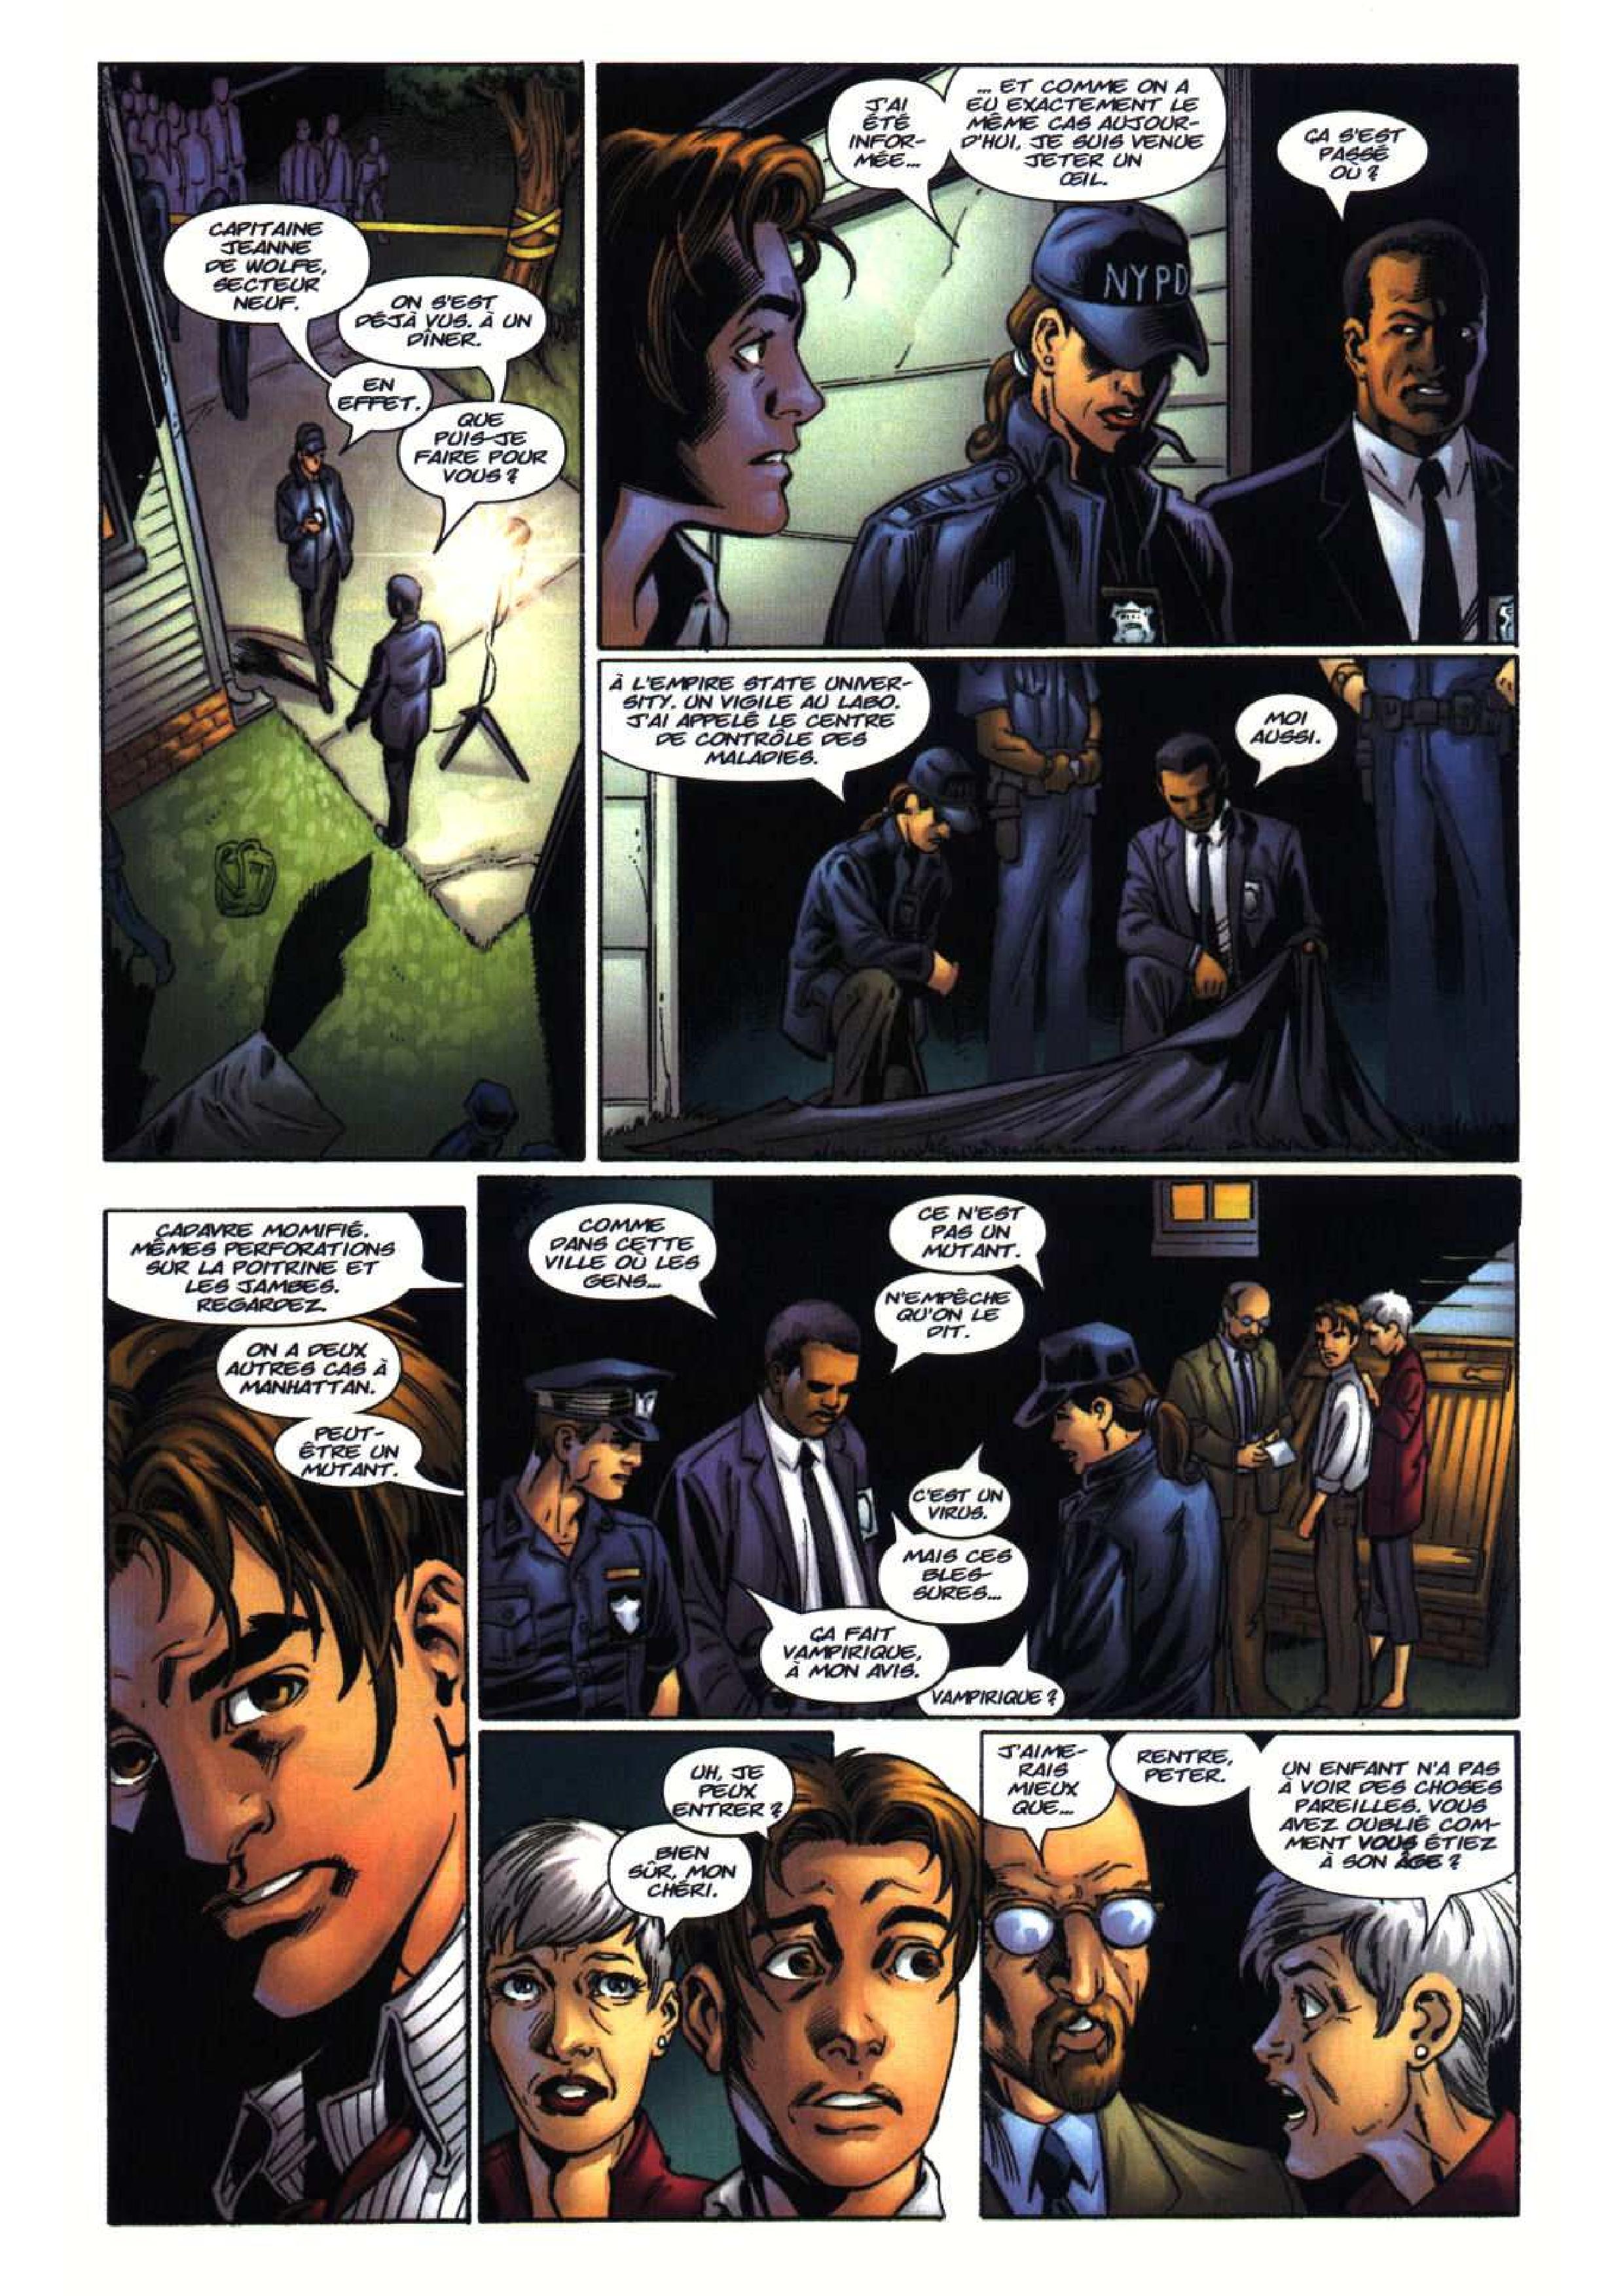 CAPITAINE
JEANNE
DE WOLFE,
SECTEUR
NEUF.
ON S'EST
DÉJÀ VUS. À UN
DÎNER.
EN
EFFET.
QUE
PUIS-JE
FAIRE POUR
VOUS ?
J'AI
ÉTÉ
INFOR-
MÉE...
... ET COMME ON A
EU EXACTEMENT LE
MÊME CAS AUJOUR-
D'HUI, JE SUIS VENUE
JETER UN
ŒIL.
ÇA S'EST
PASSÉ
OÙ ?
NYPD
À L'EMPIRE STATE UNIVER-
SITY. UN VIGILE AU LABO.
J'AI APPELÉ LE CENTRE
DE CONTRÔLE DES
MALADIES.
MOI
AUSSI.
CADAVRE MOMIFIÉ.
MÊMES PERFORATIONS
SUR LA POITRINE ET
LES JAMBES.
REGARDEZ.
ON A DEUX
AUTRES CAS À
MANHATTAN.
PEUT-
ÊTRE UN
MUTANT.
COMME
DANS CETTE
VILLE OÙ LES
GENS...
CE N'EST
PAS UN
MUTANT.
N'EMPÊCHE
QU'ON LE
DIT.
C'EST UN
VIRUS.
MAIS CES
BLES-
SURES...
ÇA FAIT
VAMPIRIQUE,
À MON AVIS.
VAMPIRIQUE ?
UH, JE
PEUX
ENTRER ?
BIEN
SÛR, MON
CHÉRI.
J'AIME-
RAIS
MIEUX
QUE...
RENTRE,
PETER.
UN ENFANT N'A PAS
À VOIR DES CHOSES
PAREILLES. VOUS
AVEZ OUBLIÉ COM-
MENT VOUS ÉTIEZ
À SON ÂGE ?